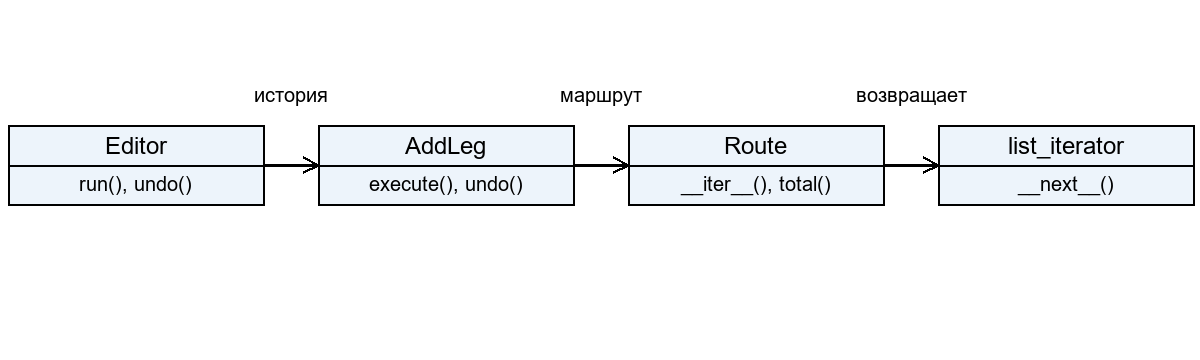 история
маршрут
возвращает
Editor
AddLeg
Route
list_iterator
run(), undo()
execute(), undo()
__iter__(), total()
__next__()